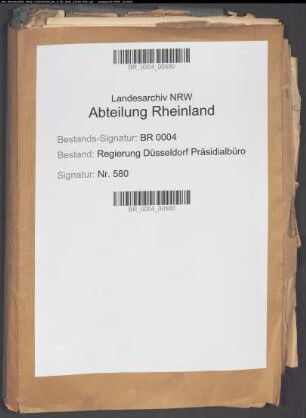 BR_0004_00580
Landesarchiv NRW
Abteilung Rheinland
Bestands-Signatur: BR 0004
Bestand: Regierung Düsseldorf Präsidialbüro
Signatur: Nr. 580
BR_0004_00580